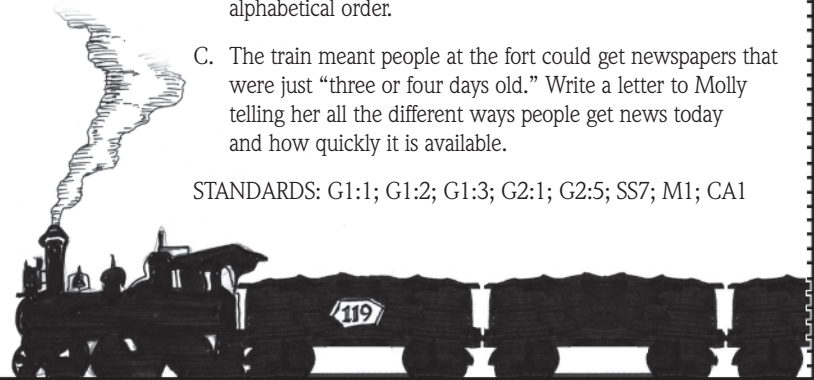 alphabetical order.
C. The train meant people at the fort could get newspapers that
were just “three or four days old.” Write a letter to Molly
telling her all the different ways people get news today
and how quickly it is available.
STANDARDS: G1:1; G1:2; G1:3; G2:1; G2:5; SS7; M1; CA1
119